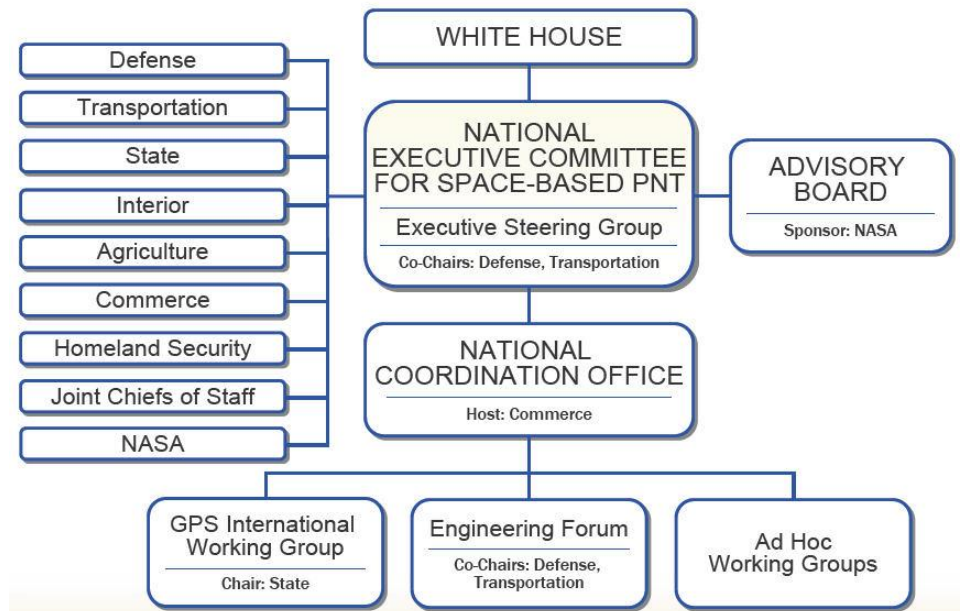 WHITE HOUSE
Defense
Transportation
State
Interior
Agriculture
Commerce
Homeland Security
Joint Chiefs of Staff
NASA
NATIONAL
EXECUTIVE COMMITTEE
FOR SPACE-BASED PNT
Executive Steering Group
Co-Chairs: Defense, Transportation
ADVISORY
BOARD
Sponsor: NASA
NATIONAL
COORDINATION OFFICE
Host: Commerce
GPS International
Working Group
Chair: State
Engineering Forum
Co-Chairs: Defense,
Transportation
Ad Hoc
Working Groups